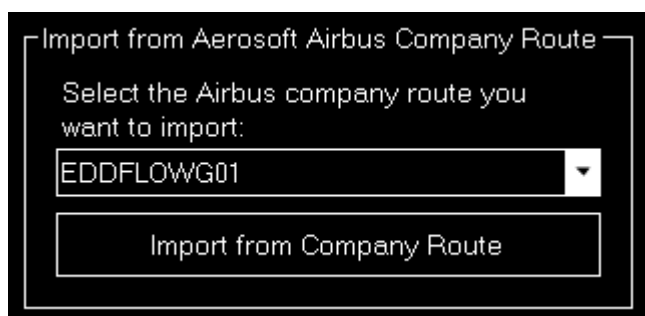 Import from Aerosoft Airbus Company Route
Select the Airbus company route you
want to import:
EDDFLOWG01
Import from Company Route